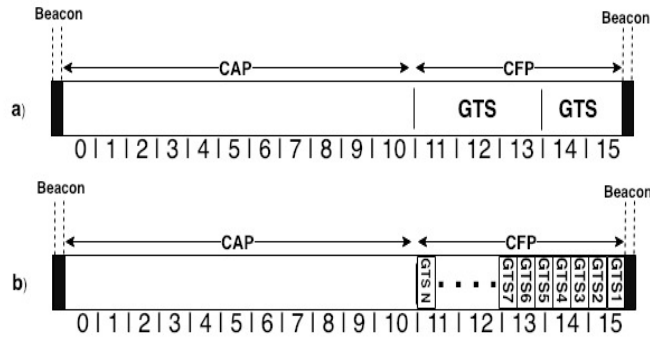 Beacon
Beacon
CAP
CFP
a)
GTS
GTS
0 | 1 | 2 | 3 | 4 | 5 | 6 | 7 | 8 | 9 | 10 | 11 | 12 | 13 | 14 | 15
Beacon
Beacon
CAP
CFP
b)
GTS N
. . . .
GTS7
GTS6
GTS5
GTS4
GTS3
GTS2
GTS1
0 | 1 | 2 | 3 | 4 | 5 | 6 | 7 | 8 | 9 | 10 | 11 | 12 | 13 | 14 | 15